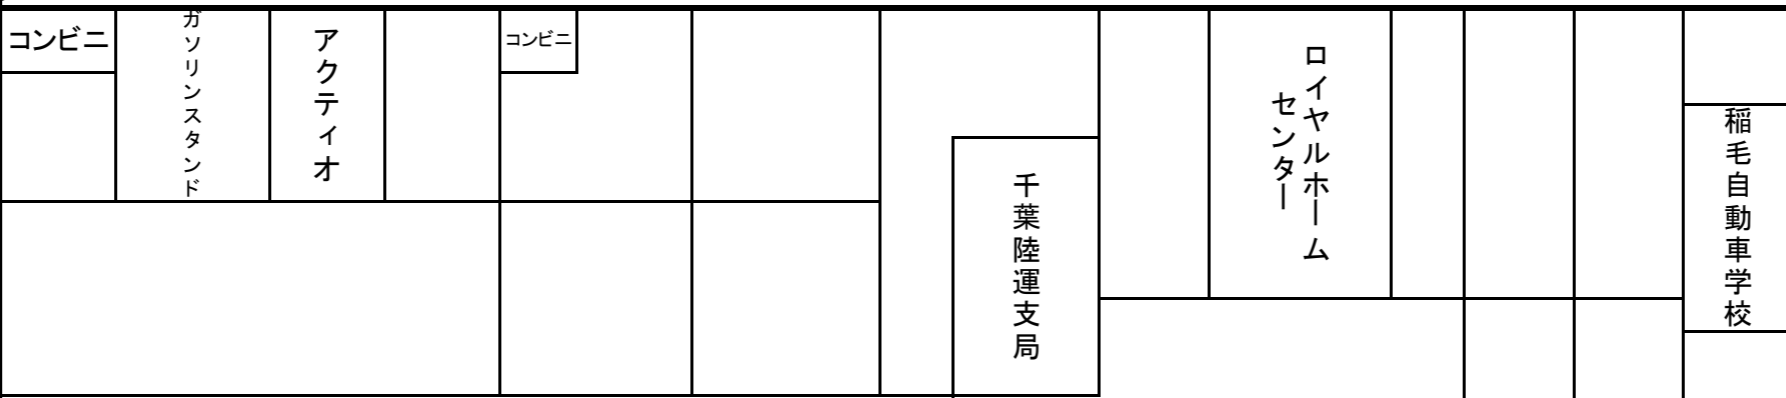 コンビニ
ガソリンスタンド
アクティオ
コンビニ
千葉陸運支局
ロイヤルホーム
センター
稲毛自動車学校